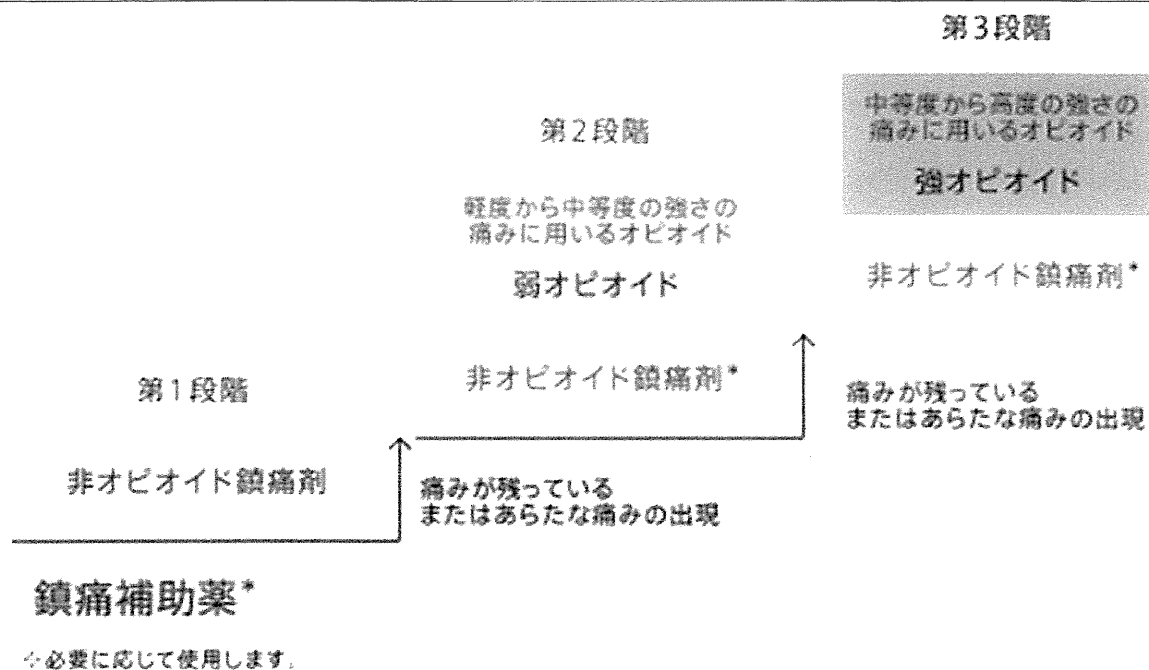 第3段階
中等度から高度の強さの
痛みに用いるオピオイド
強オピオイド
非オピオイド鎮痛剤*
痛みが残っている
またはあらたな痛みの出現
第2段階
軽度から中等度の強さの
痛みに用いるオピオイド
弱オピオイド
非オピオイド鎮痛剤*
痛みが残っている
またはあらたな痛みの出現
第1段階
非オピオイド鎮痛剤
鎮痛補助薬*
*必要に応じて使用します。